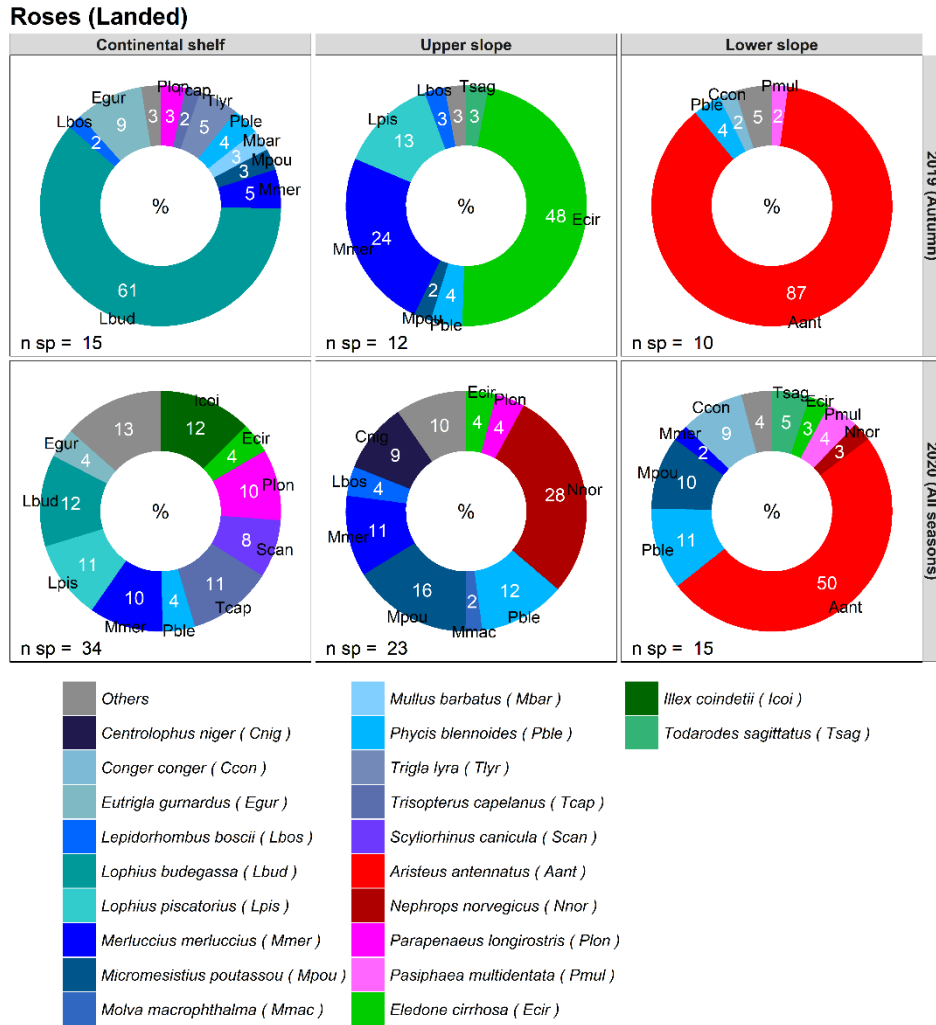 Roses (Landed)
Continental shelf
Upper slope
Lower slope
Plon
Tcap
Tlyr
Pble
Mbar
Mpou
Mmer
Lbud
Lbos
Egur
3
2
5
4
3
3
5
61
2
9
3
%
n sp = 15
Tsag
Ecir
Pble
Mpou
Mmer
Lpis
Lbos
3
48
4
2
24
13
3
3
%
n sp = 12
Pmul
Aant
Pble
Ccon
2
87
4
2
5
%
n sp = 10
2019 (Autumn)
Icoi
Ecir
Plon
Scan
Tcap
Pble
Mmer
Lpis
Lbud
Egur
12
4
10
8
11
4
10
11
12
4
13
%
n sp = 34
Ecir
Plon
Nnor
Pble
Mmac
Mpou
Mmer
Lbos
Cnig
4
4
28
12
2
16
11
4
9
10
%
n sp = 23
Tsag
Ecir
Pmul
Nnor
Aant
Pble
Mpou
Mmer
Ccon
5
3
4
3
50
11
10
2
9
4
%
n sp = 15
2020 (All seasons)
Others
Centrolophus niger ( Cnig )
Conger conger ( Ccon )
Eutrigla gurnardus ( Egur )
Lepidorhombus boscii ( Lbos )
Lophius budegassa ( Lbud )
Lophius piscatorius ( Lpis )
Merluccius merluccius ( Mmer )
Micromesistius poutassou ( Mpou )
Molva macrophthalma ( Mmac )
Mullus barbatus ( Mbar )
Phycis blennoides ( Pble )
Trigla lyra ( Tlyr )
Trisopterus capelanus ( Tcap )
Scyliorhinus canicula ( Scan )
Aristeus antennatus ( Aant )
Nephrops norvegicus ( Nnor )
Parapenaeus longirostris ( Plon )
Pasiphaea multidentata ( Pmul )
Eledone cirrhosa ( Ecir )
Illex coindetii ( Icoi )
Todarodes sagittatus ( Tsag )